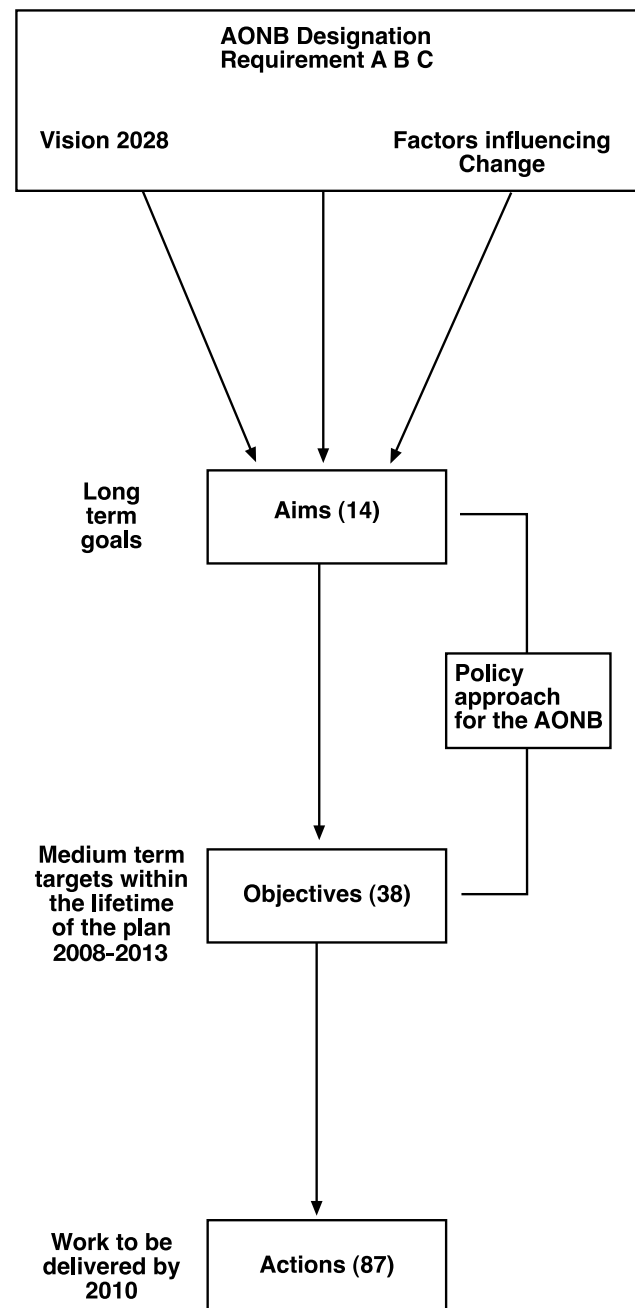 AONB Designation
Requirement A B C
Vision 2028
Factors influencing
Change
Long
term
goals
Aims (14)
Policy
approach
for the AONB
Medium term
targets within
the lifetime
of the plan
2008-2013
Objectives (38)
Work to be
delivered by
2010
Actions (87)